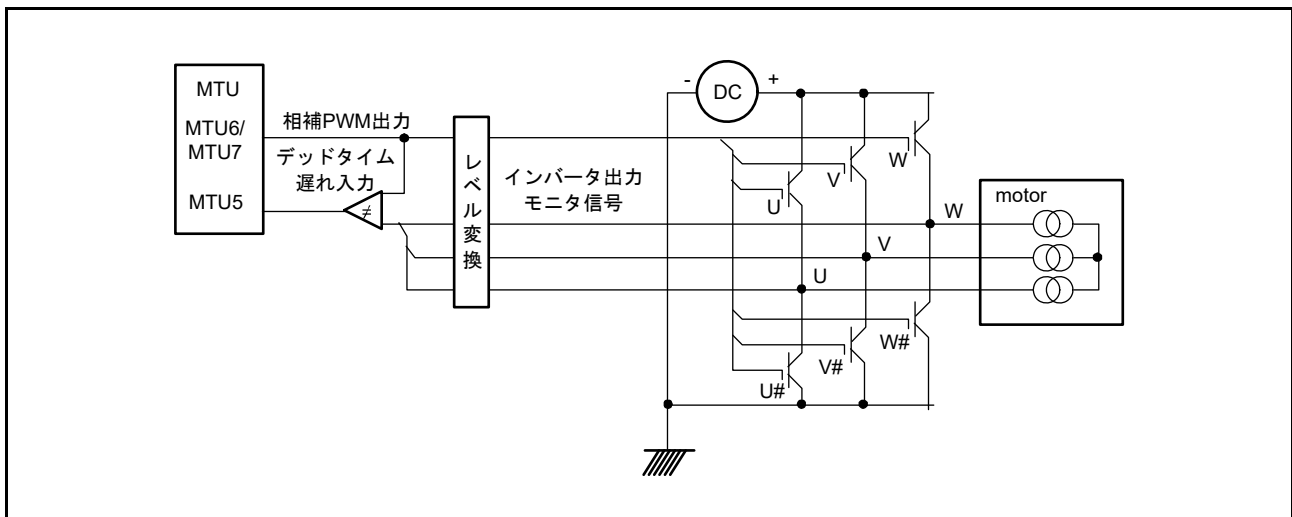 MTU
MTU6/
MTU7
MTU5
相補PWM出力
デッドタイム
遅れ入力
≠
レベル変換
インバータ出力
モニタ信号
- DC +
W
V
U
W
V
U
W#
V#
U#
motor